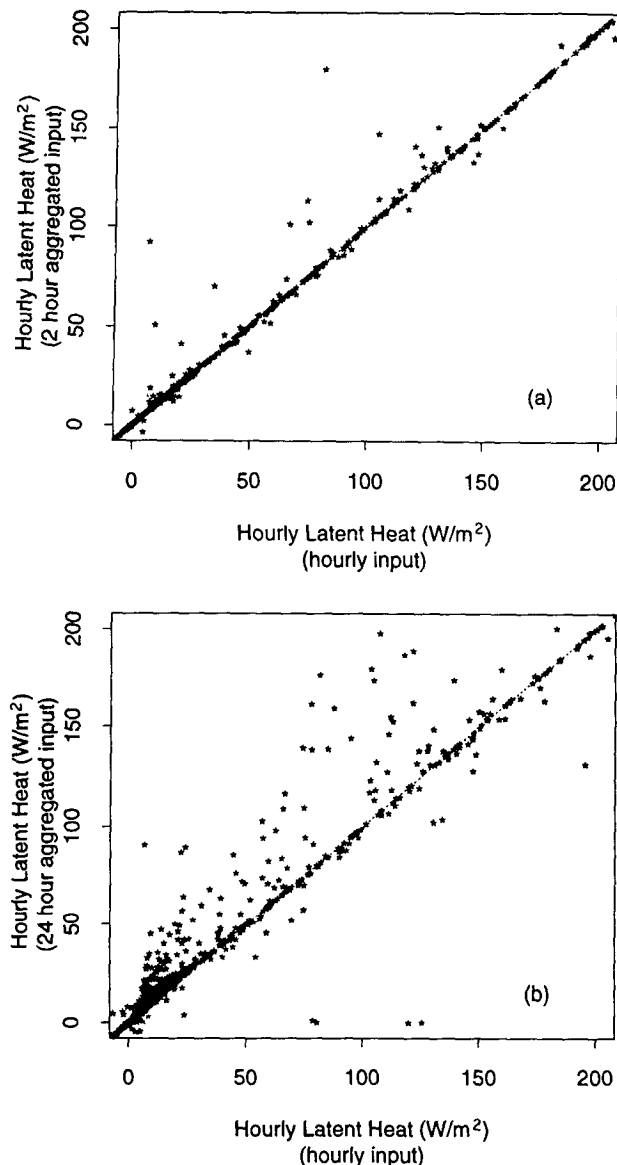 Hourly Latent Heat (W/m²)
(2 hour aggregated input)
200
150
100
50
0
(a)
0 50 100 150 200
Hourly Latent Heat (W/m²)
(hourly input)
Hourly Latent Heat (W/m²)
(24 hour aggregated input)
200
150
100
50
0
(b)
0 50 100 150 200
Hourly Latent Heat (W/m²)
(hourly input)